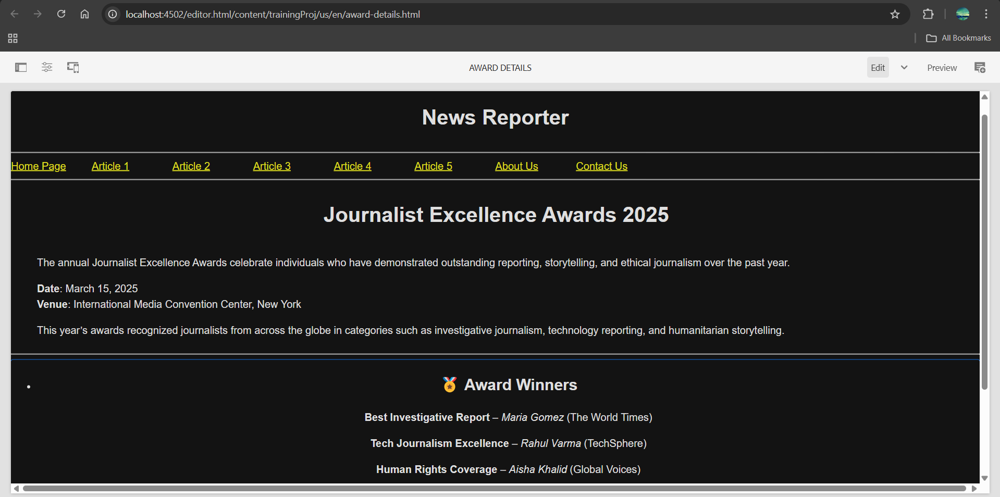 localhost:4502/editor.html/content/trainingProj/us/en/award-details.html
All Bookmarks
AWARD DETAILS
Edit
Preview
News Reporter
Home Page Article 1 Article 2 Article 3 Article 4 Article 5 About Us Contact Us
Journalist Excellence Awards 2025
The annual Journalist Excellence Awards celebrate individuals who have demonstrated outstanding reporting, storytelling, and ethical journalism over the past year.
Date: March 15, 2025
Venue: International Media Convention Center, New York
This year’s awards recognized journalists from across the globe in categories such as investigative journalism, technology reporting, and humanitarian storytelling.
• 🏅 Award Winners
Best Investigative Report – Maria Gomez (The World Times)
Tech Journalism Excellence – Rahul Varma (TechSphere)
Human Rights Coverage – Aisha Khalid (Global Voices)